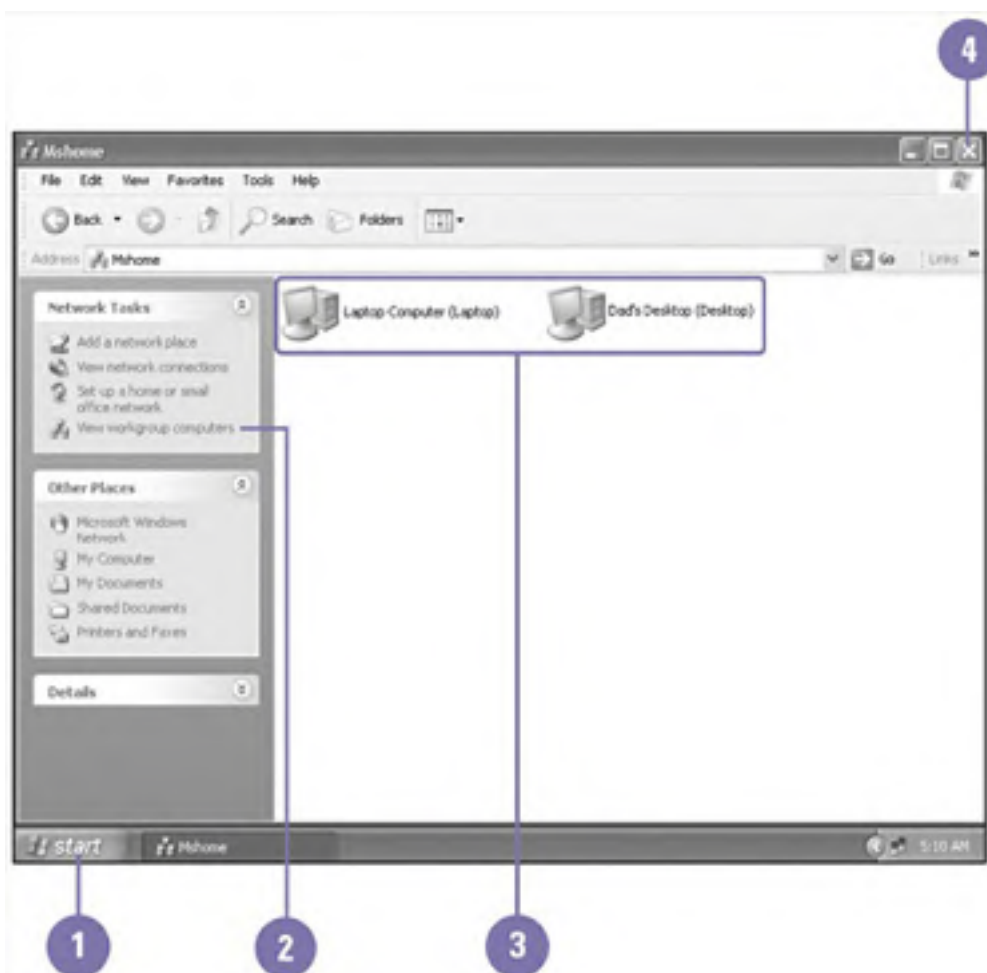 4
Mshome
File Edit View Favorites Tools Help
Back Search Folders
Address Mshome Go Links
Network Tasks
Add a network place
View network connections
Set up a home or small
office network
View workgroup computers
Laptop Computer (Laptop) Dad's Desktop (Desktop)
Other Places
Microsoft Windows
Network
My Computer
My Documents
Shared Documents
Printers and Faxes
Details
start Mshome 5:10 AM
1 2 3